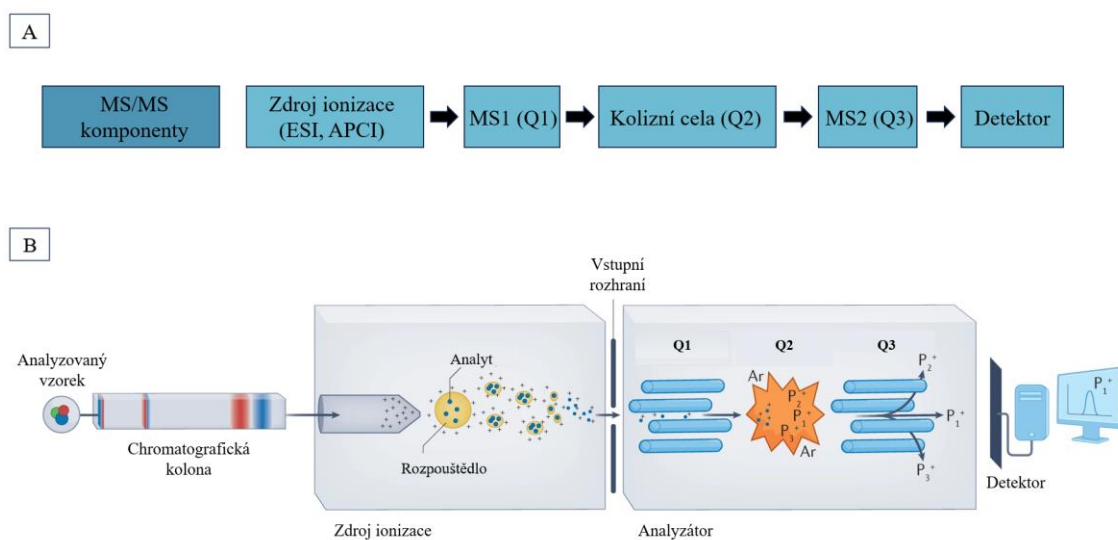 A
MS/MS
komponenty
Zdroj ionizace
(ESI, APCI)
MS1 (Q1)
Kolizní cela (Q2)
MS2 (Q3)
Detektor
B
Vstupní
rozhraní
Analyzovaný
vzorek
Chromatografická
kolona
Analyt
Rozpouštědlo
Zdroj ionizace
Q1
Q2
Q3
Ar
P2+
P1+
P3+
Ar
P2+
P1+
P3+
Analyzátor
Detektor
P1+